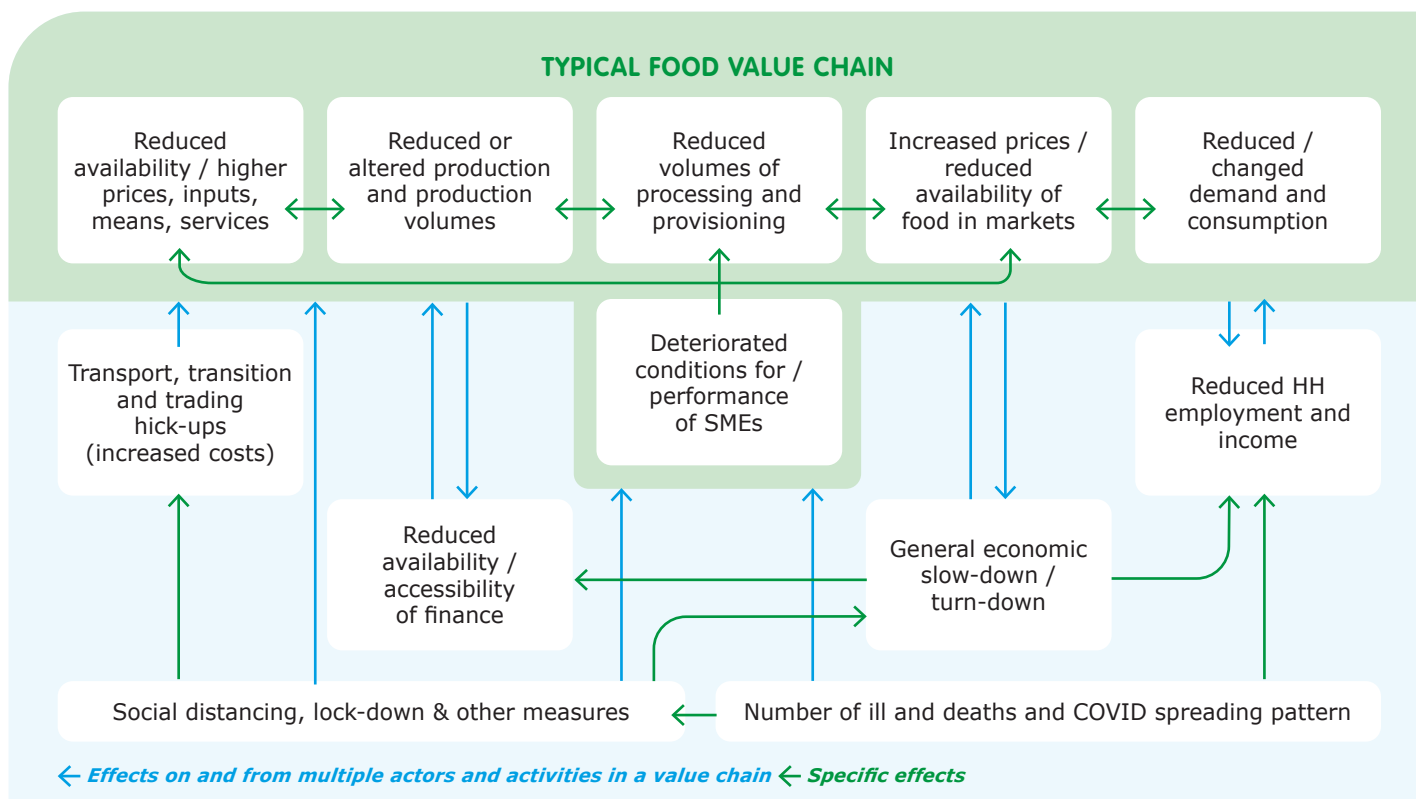 TYPICAL FOOD VALUE CHAIN
Reduced
availability / higher
prices, inputs,
means, services
Reduced or
altered production
and production
volumes
Reduced
volumes of
processing and
provisioning
Increased prices /
reduced
availability of
food in markets
Reduced /
changed
demand and
consumption
Transport, transition
and trading
hick-ups
(increased costs)
Deteriorated
conditions for /
performance
of SMEs
Reduced HH
employment and
income
Reduced
availability /
accessibility
of finance
General economic
slow-down /
turn-down
Social distancing, lock-down & other measures
Number of ill and deaths and COVID spreading pattern
Effects on and from multiple actors and activities in a value chain
Specific effects